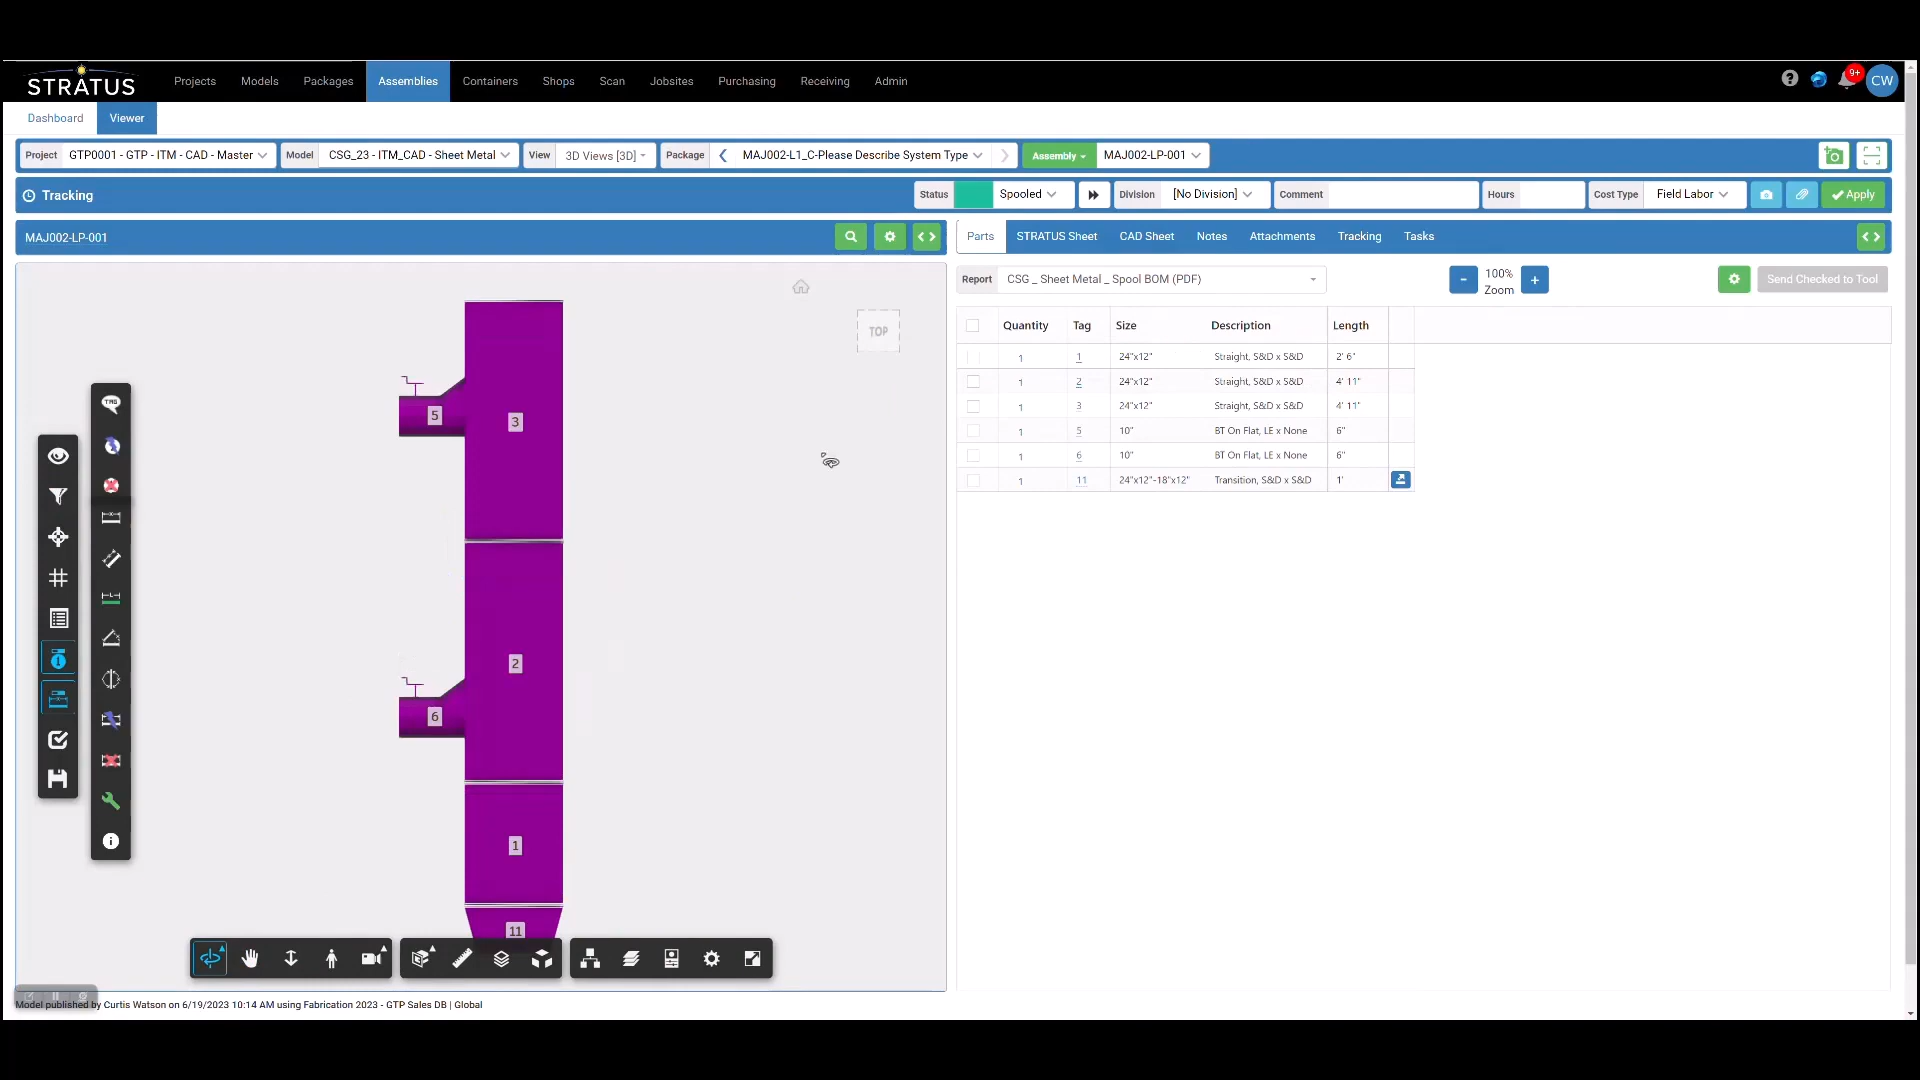 STRATUS
Projects Models Packages Assemblies Containers Shops Scan Jobsites Purchasing Receiving Admin
9+ CW
Dashboard Viewer
Project GTP0001 - GTP - ITM - CAD - Master Model CSG_23 - ITM_CAD - Sheet Metal View 3D Views [3D] Package MAJ002-L1_C-Please Describe System Type Assembly MAJ002-LP-001
Tracking Status Spooled Division [No Division] Comment Hours Cost Type Field Labor Apply
MAJ002-LP-001
Parts STRATUS Sheet CAD Sheet Notes Attachments Tracking Tasks
Report CSG _ Sheet Metal _ Spool BOM (PDF) - 100% Zoom + Send Checked to Tool
Quantity Tag Size Description Length
1 1 24"x12" Straight, S&D x S&D 2' 6"
1 2 24"x12" Straight, S&D x S&D 4' 11"
1 3 24"x12" Straight, S&D x S&D 4' 11"
1 5 10" BT On Flat, LE x None 6"
1 6 10" BT On Flat, LE x None 6"
1 11 24"x12"-18"x12" Transition, S&D x S&D 1'
TOP
TAG
5
3
2
6
1
11
Model published by Curtis Watson on 6/19/2023 10:14 AM using Fabrication 2023 - GTP Sales DB | Global